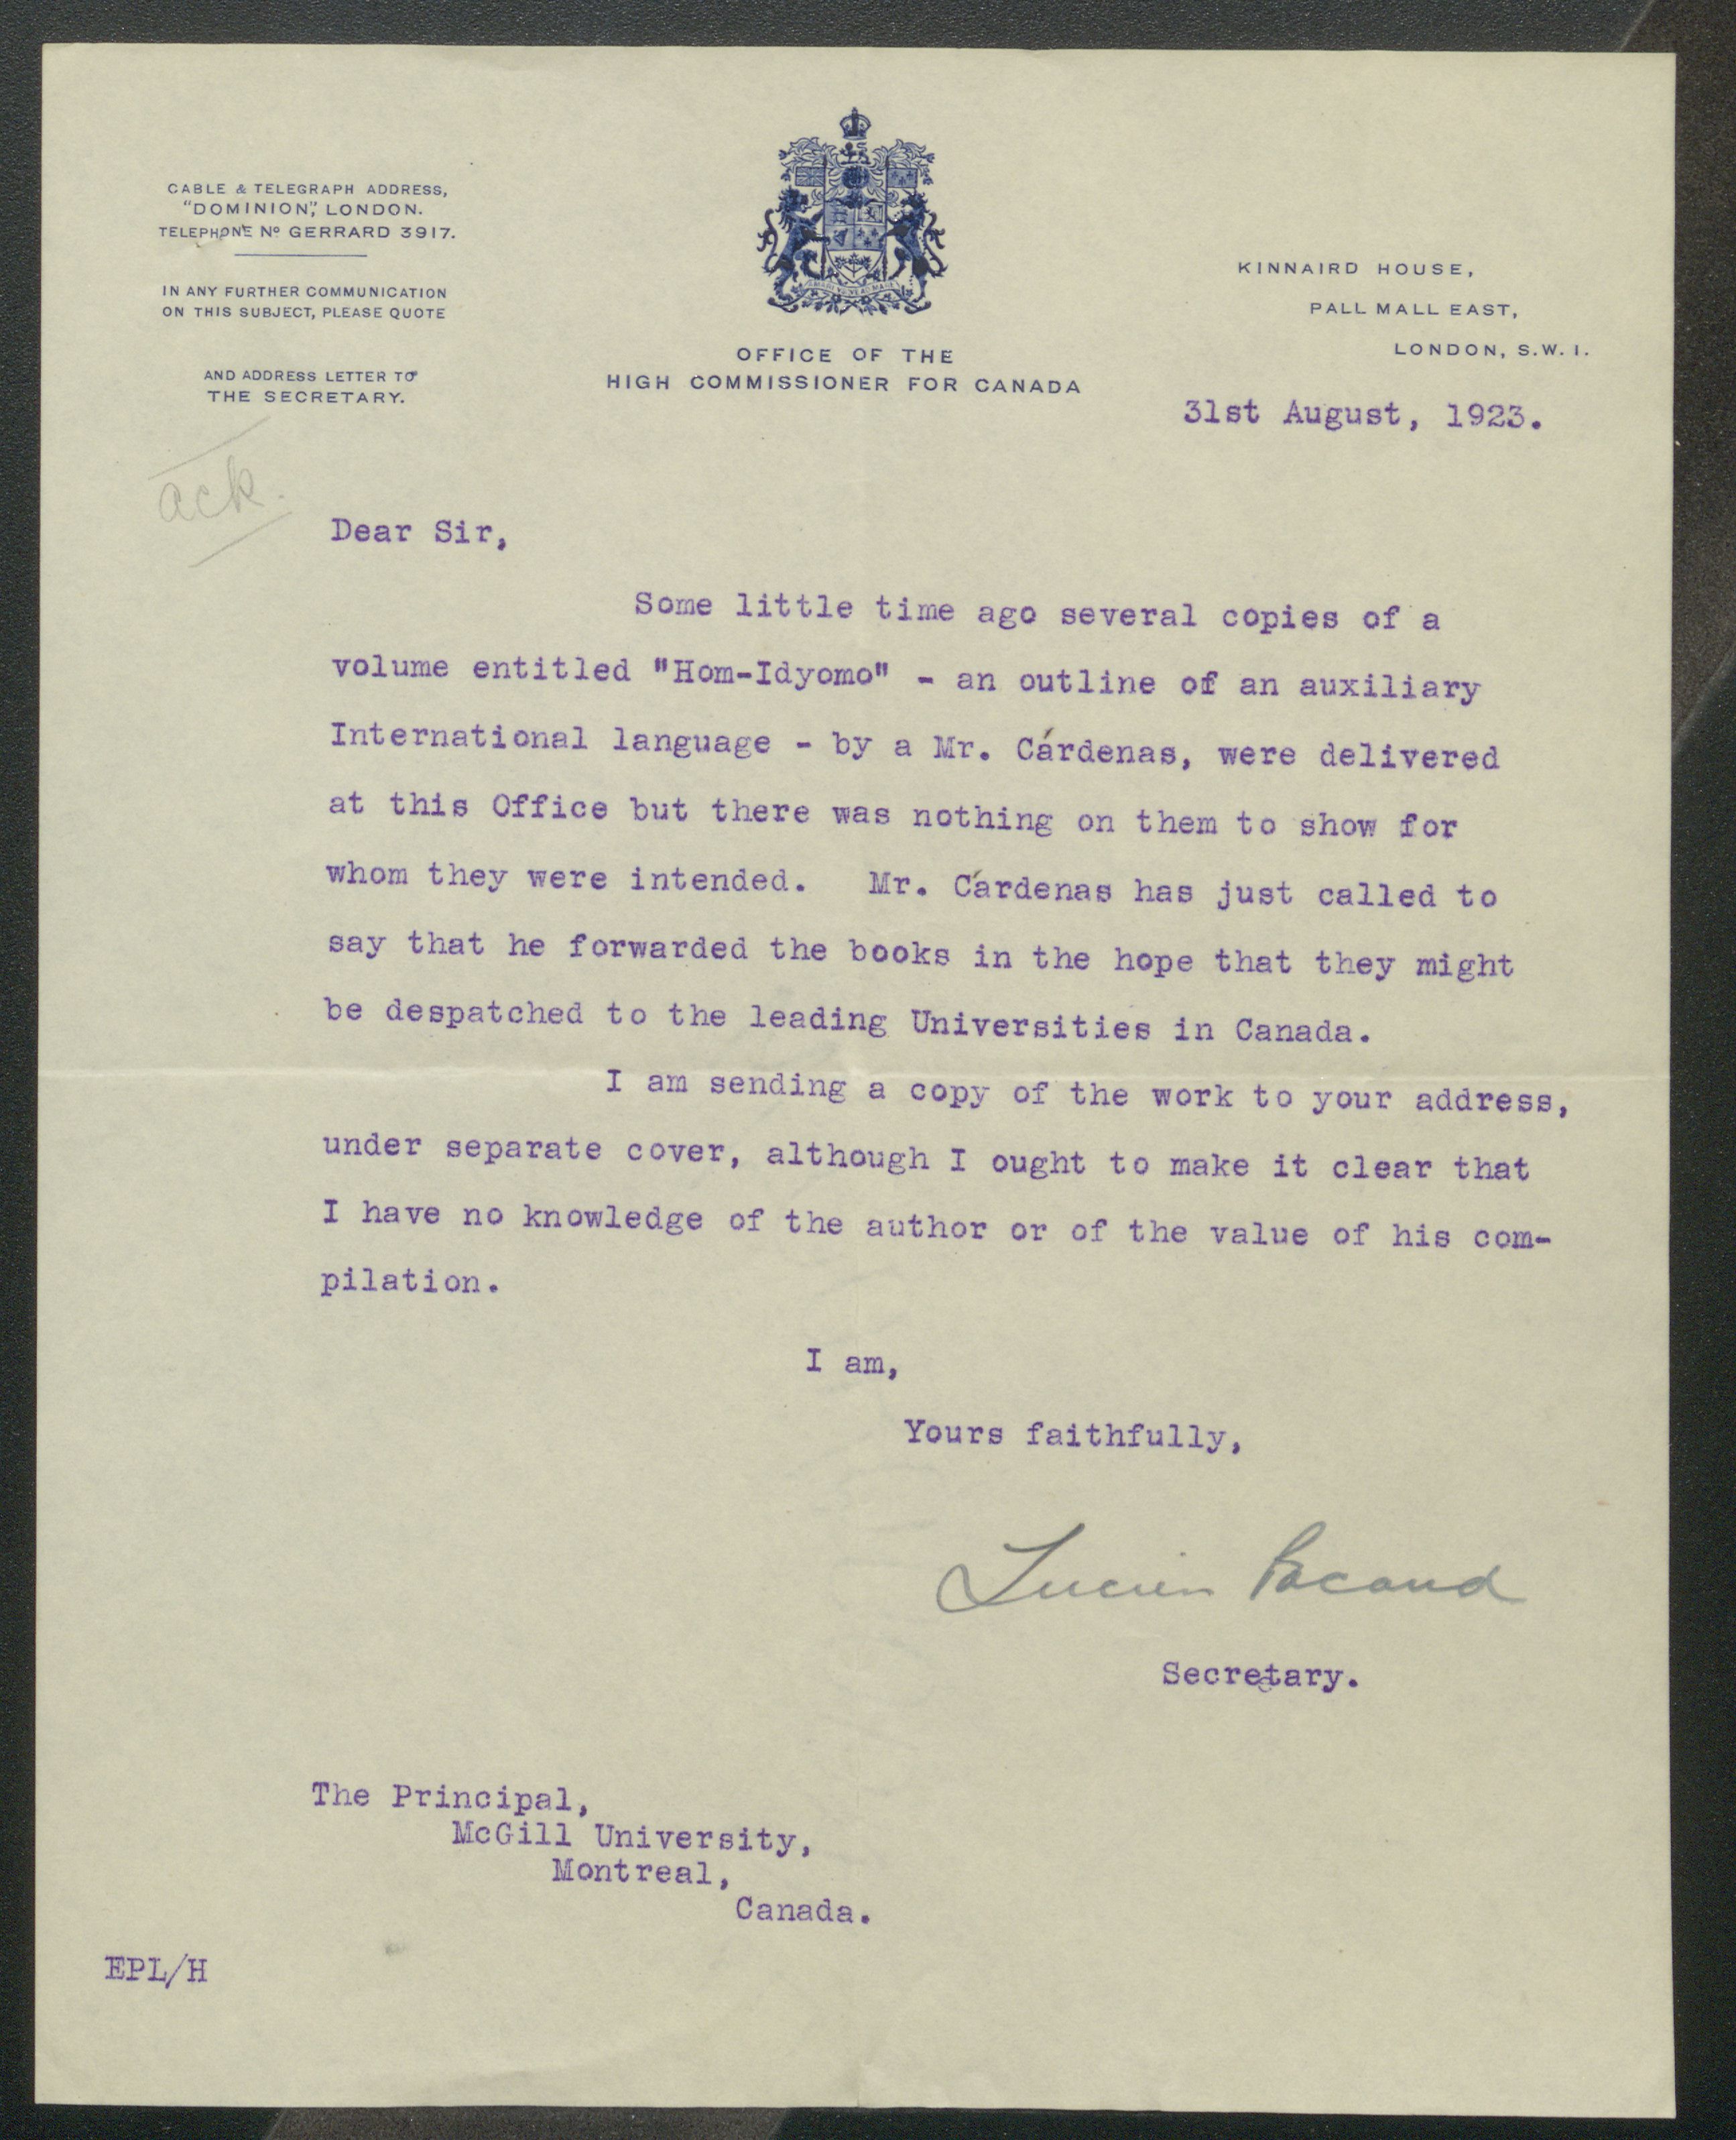 CABLE & TELEGRAPH ADDRESS,
"DOMINION", LONDON.
TELEPHONE Nº GERRARD 3917.
IN ANY FURTHER COMMUNICATION
ON THIS SUBJECT, PLEASE QUOTE
AND ADDRESS LETTER TO
THE SECRETARY.
OFFICE OF THE
HIGH COMMISSIONER FOR CANADA
KINNAIRD HOUSE,
PALL MALL EAST,
LONDON, S.W. 1.
31st August, 1923.
ack.
Dear Sir,
Some little time ago several copies of a
volume entitled "Hom-Idyomo" - an outline of an auxiliary
International language - by a Mr. Cárdenas, were delivered
at this Office but there was nothing on them to show for
whom they were intended. Mr. Cárdenas has just called to
say that he forwarded the books in the hope that they might
be despatched to the leading Universities in Canada.
I am sending a copy of the work to your address,
under separate cover, although I ought to make it clear that
I have no knowledge of the author or of the value of his com-
pilation.
I am,
Yours faithfully,
Lucien Pacaud
Secretary.
The Principal,
McGill University,
Montreal,
Canada.
EPL/H